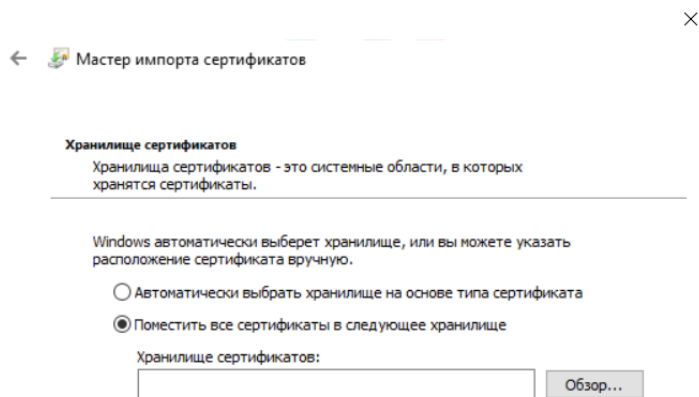 Мастер импорта сертификатов
Хранилище сертификатов
Хранилища сертификатов - это системные области, в которых
хранятся сертификаты.
Windows автоматически выберет хранилище, или вы можете указать
расположение сертификата вручную.
Автоматически выбрать хранилище на основе типа сертификата
Поместить все сертификаты в следующее хранилище
Хранилище сертификатов:
Обзор...